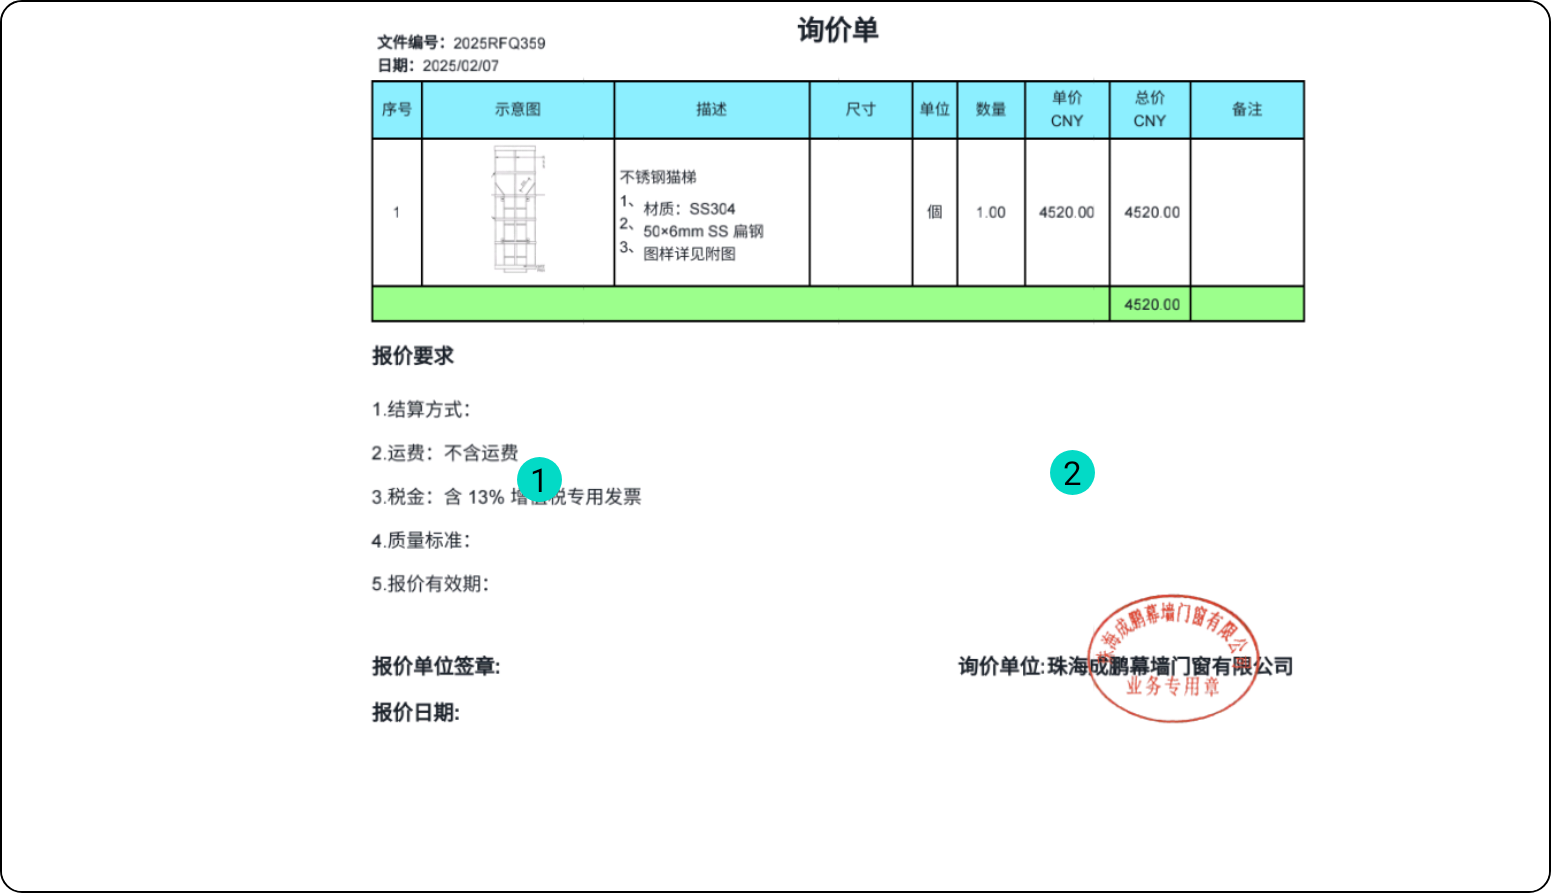 询价单
文件编号：2025RFQ359
日期：2025/02/07
序号 示意图 描述 尺寸 单位 数量 单价 CNY 总价 CNY 备注
1 不锈钢猫梯 個 1.00 4520.00 4520.00
1、材质：SS304
2、50×6mm SS 扁钢
3、图样详见附图
4520.00
报价要求
1.结算方式：
2.运费：不含运费
1
2
3.税金：含 13% 增值税专用发票
4.质量标准：
5.报价有效期：
报价单位签章:
询价单位:珠海成鹏幕墙门窗有限公司
珠海成鹏幕墙门窗有限公司
业务专用章
报价日期: